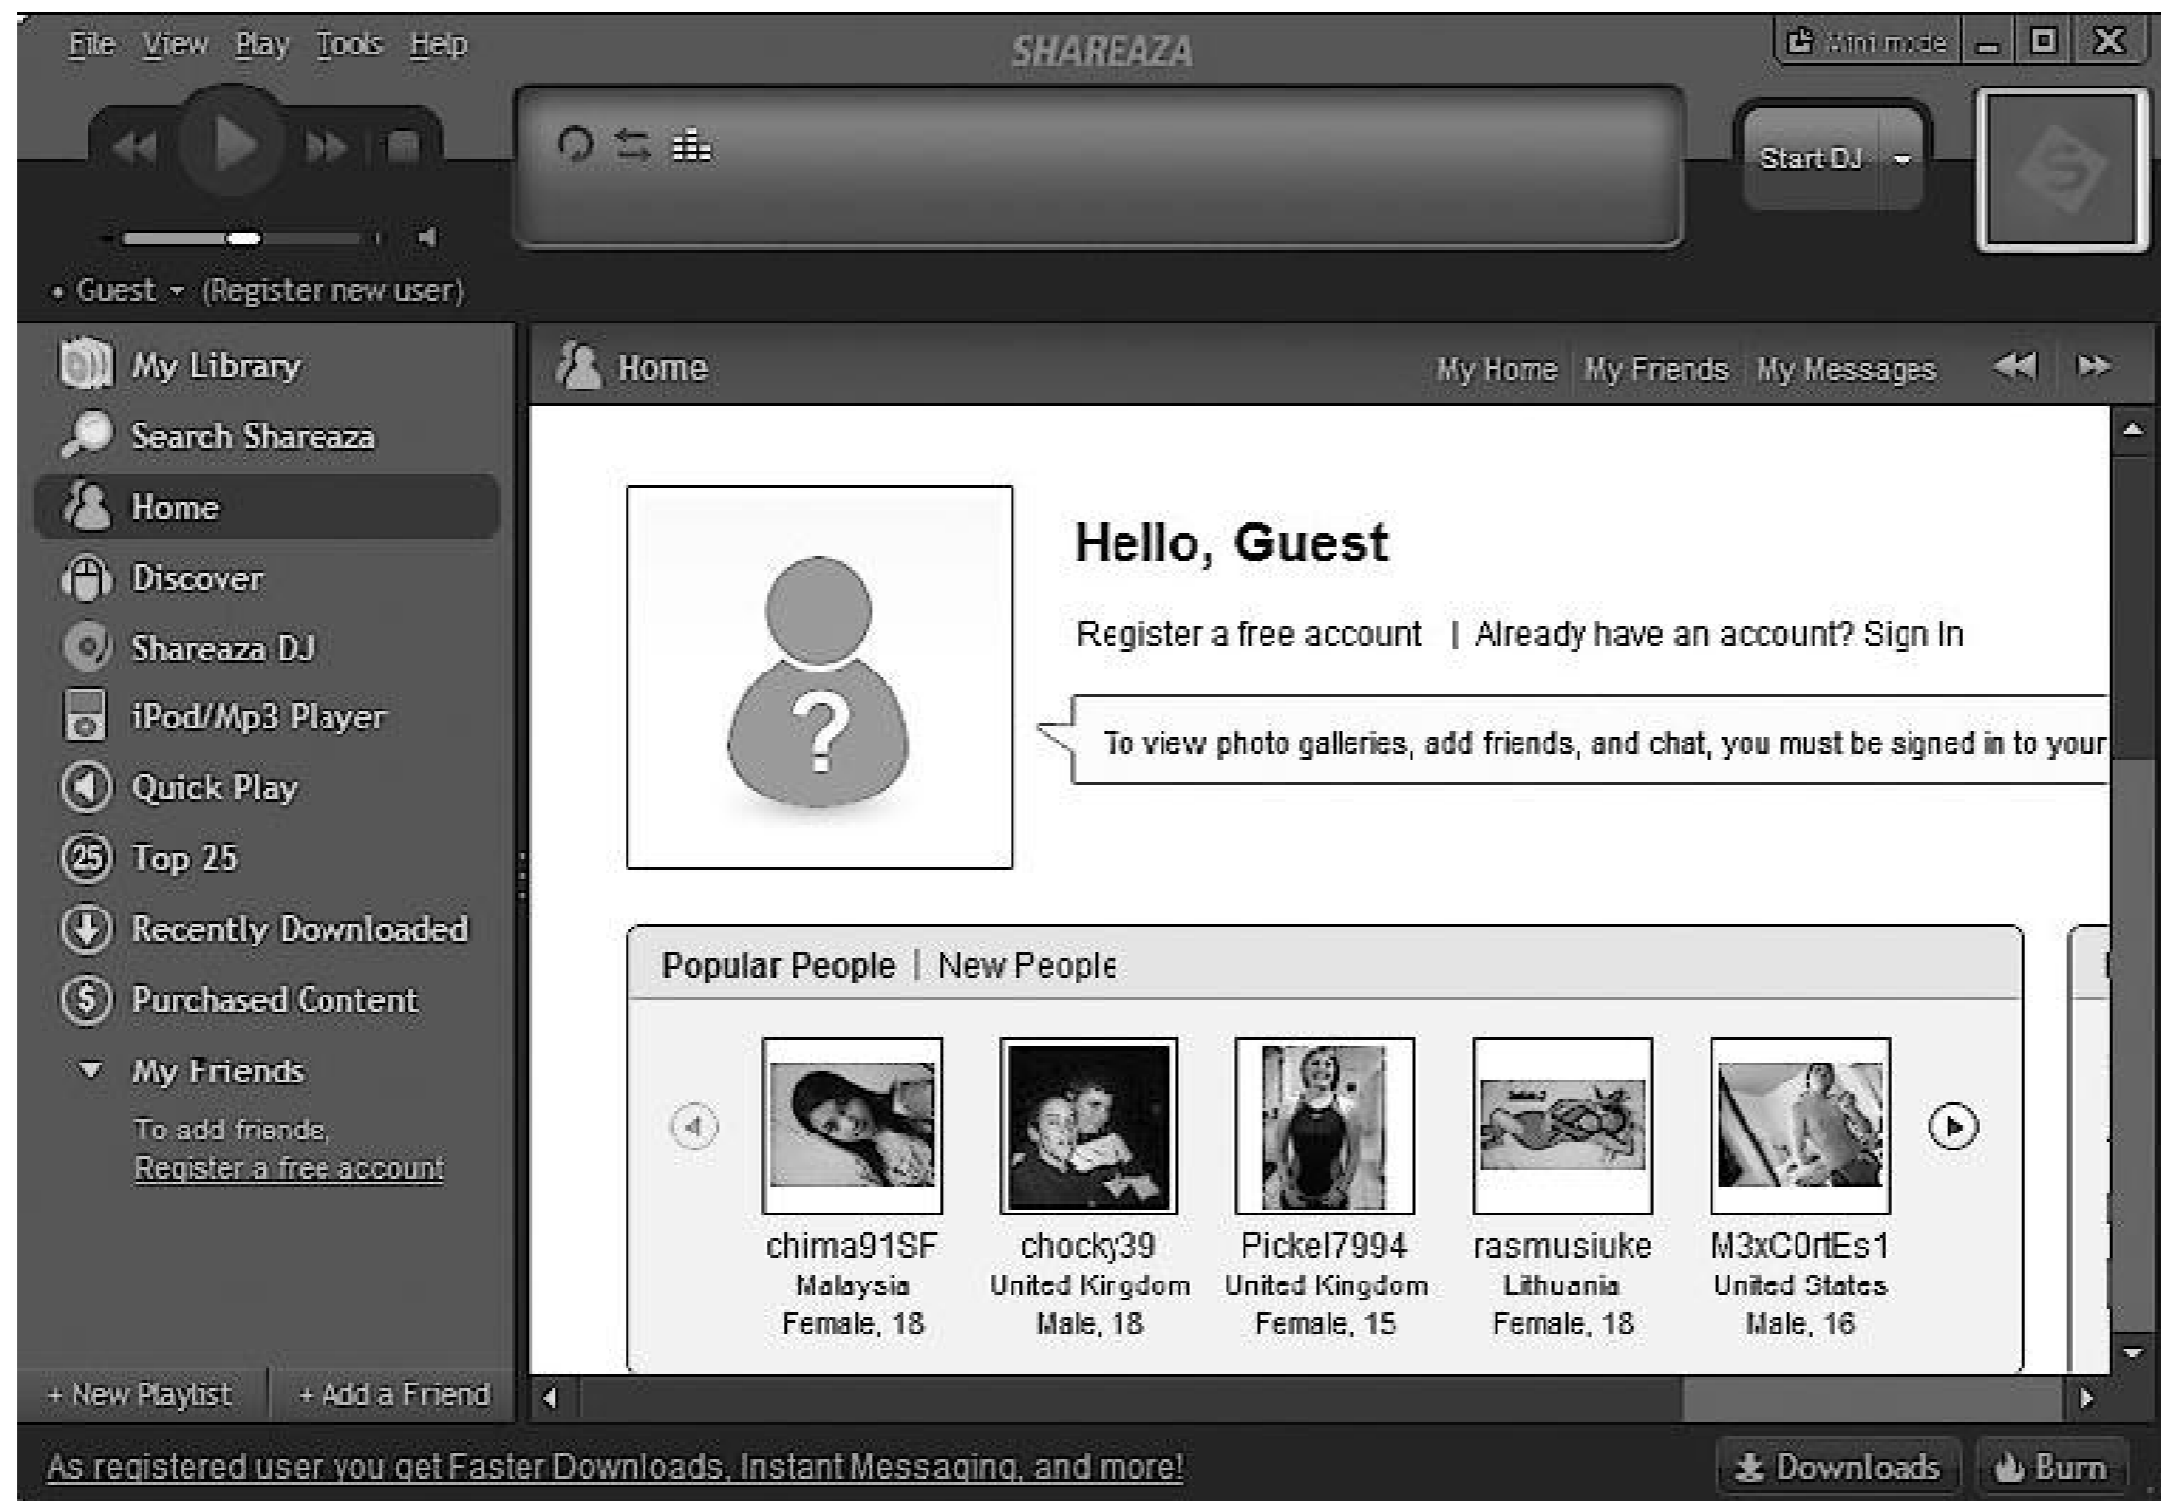 File View Play Tools Help
SHAREAZA
Mini mode
Start DJ
Guest (Register new user)
My Library
Search Shareaza
Home
Discover
Shareaza DJ
iPod/Mp3 Player
Quick Play
25 Top 25
Recently Downloaded
$ Purchased Content
My Friends
To add friends,
Register a free account
+ New Playlist + Add a Friend
Home My Home My Friends My Messages
Hello, Guest
Register a free account | Already have an account? Sign In
?
To view photo galleries, add friends, and chat, you must be signed in to your
Popular People | New People
chima91SF chocky39 Pickel7994 rasmusiuke M3xC0rtEs1
Malaysia United Kingdom United Kingdom Lithuania United States
Female, 18 Male, 18 Female, 15 Female, 18 Male, 16
As registered user you get Faster Downloads, Instant Messaging, and more!
Downloads Burn